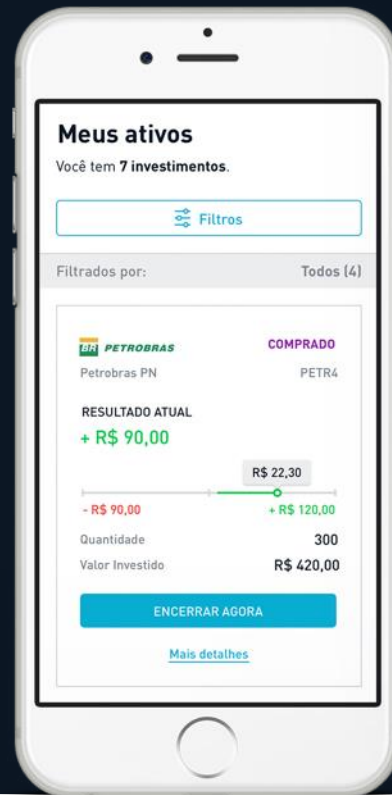 Meus ativos
Você tem 7 investimentos.
Filtros
Filtrados por: Todos (4)
BR PETROBRAS COMPRADO
Petrobras PN PETR4
RESULTADO ATUAL
+ R$ 90,00
R$ 22,30
- R$ 90,00 + R$ 120,00
Quantidade 300
Valor Investido R$ 420,00
ENCERRAR AGORA
Mais detalhes